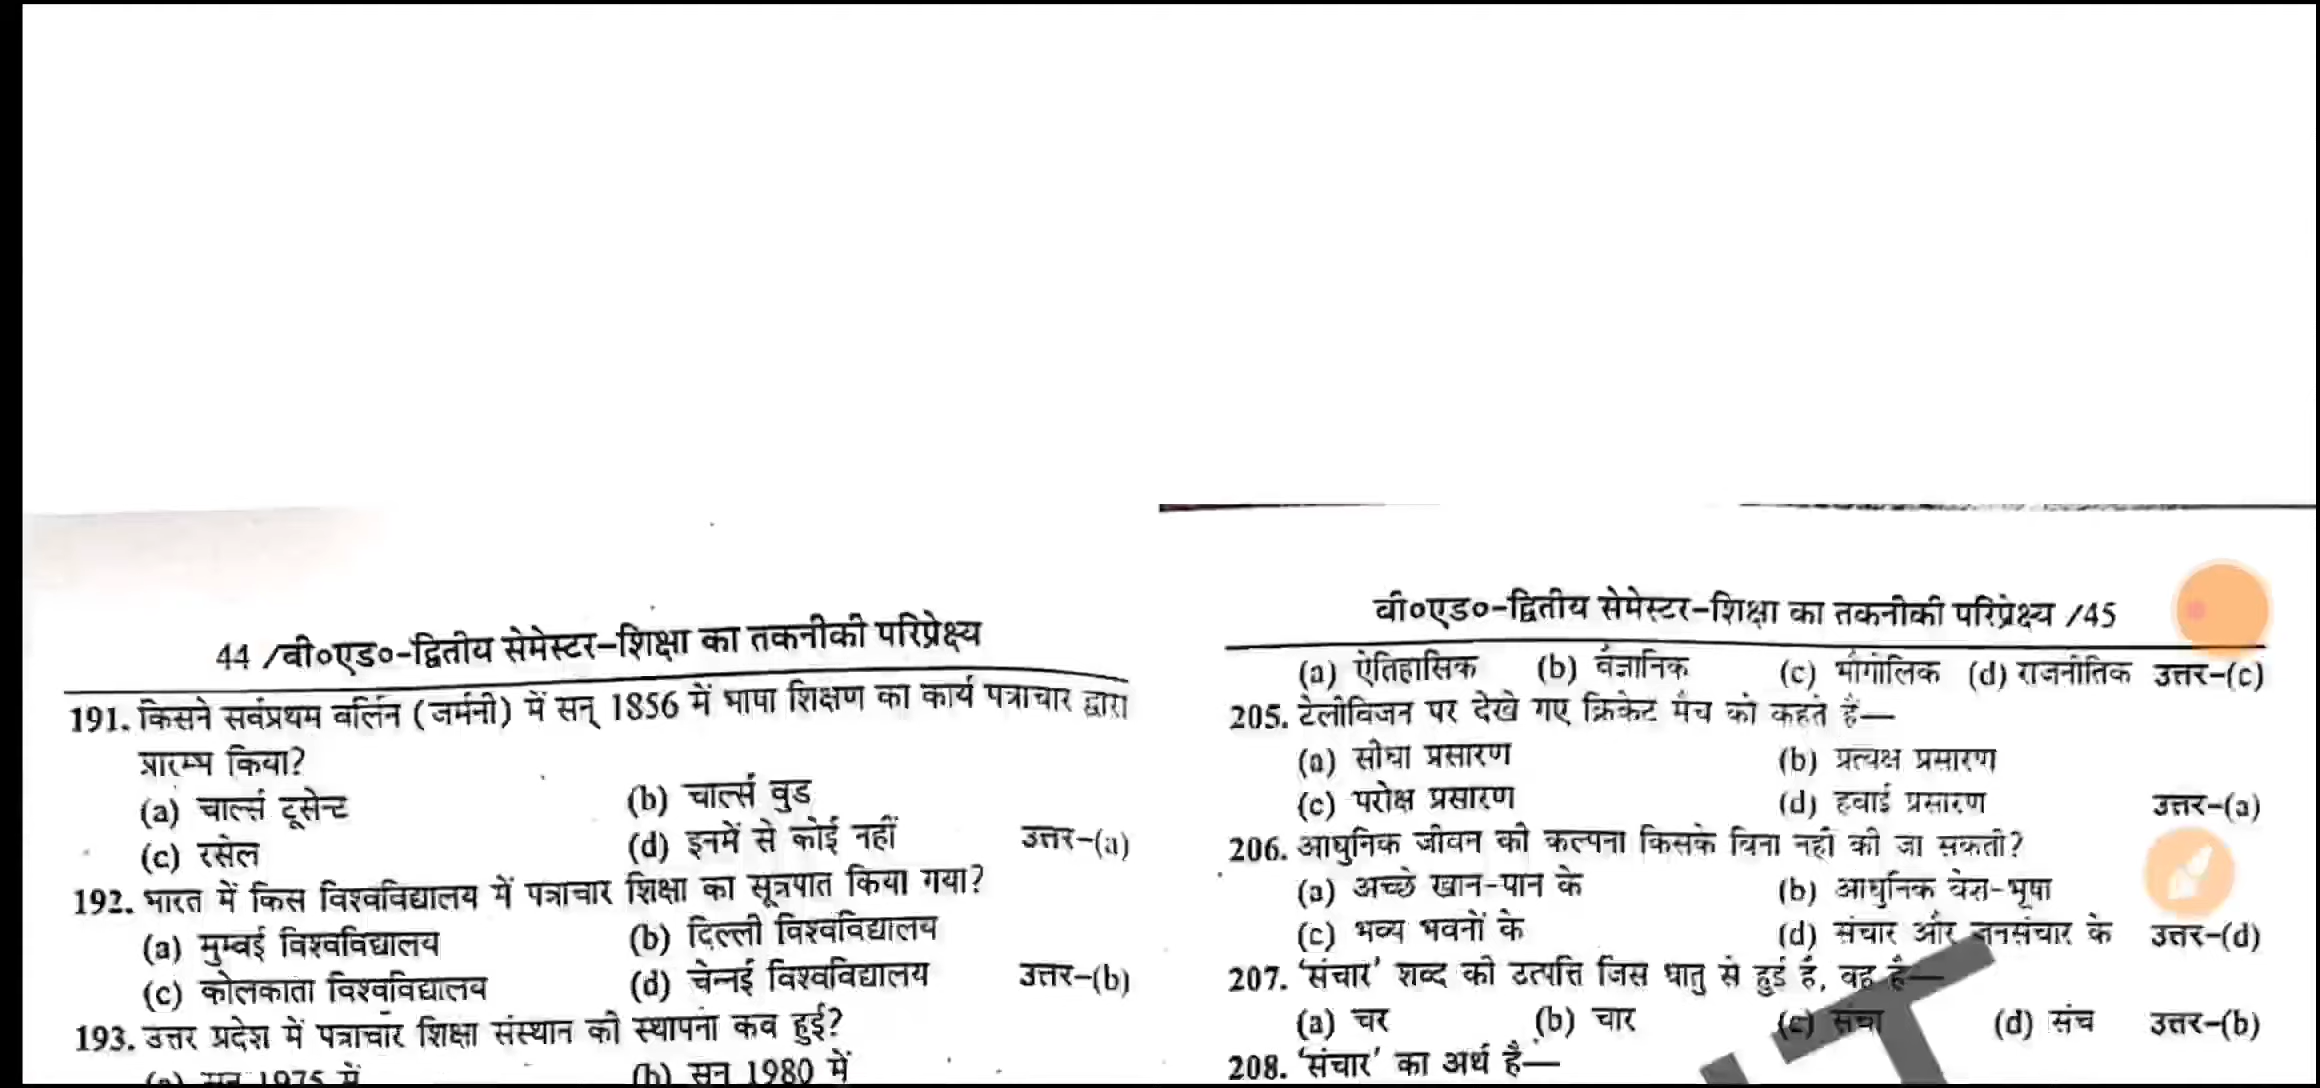 44 /बी०एड०-द्वितीय सेमेस्टर-शिक्षा का तकनीकी परिप्रेक्ष्य
191. किसने सर्वप्रथम बर्लिन (जर्मनी) में सन् 1856 में भाषा शिक्षण का कार्य पत्राचार द्वारा
प्रारम्भ किया?
(a) चार्ल्स टूसेन्ट (b) चार्ल्स वुड
(c) रसेल (d) इनमें से कोई नहीं उत्तर-(a)
192. भारत में किस विश्वविद्यालय में पत्राचार शिक्षा का सूत्रपात किया गया?
(a) मुम्बई विश्वविद्यालय (b) दिल्ली विश्वविद्यालय
(c) कोलकाता विश्वविद्यालय (d) चेन्नई विश्वविद्यालय उत्तर-(b)
193. उत्तर प्रदेश में पत्राचार शिक्षा संस्थान की स्थापना कब हुई?
(a) सन् 1975 में (b) सन् 1980 में
बी०एड०-द्वितीय सेमेस्टर-शिक्षा का तकनीकी परिप्रेक्ष्य /45
(a) ऐतिहासिक (b) वैज्ञानिक (c) भौगोलिक (d) राजनीतिक उत्तर-(c)
205. टेलीविजन पर देखे गए क्रिकेट मैच को कहते हैं—
(a) सीधा प्रसारण (b) प्रत्यक्ष प्रसारण
(c) परोक्ष प्रसारण (d) हवाई प्रसारण उत्तर-(a)
206. आधुनिक जीवन की कल्पना किसके बिना नहीं की जा सकती?
(a) अच्छे खान-पान के (b) आधुनिक वेश-भूषा
(c) भव्य भवनों के (d) संचार और जनसंचार के उत्तर-(d)
207. 'संचार' शब्द की उत्पत्ति जिस धातु से हुई है, वह है—
(a) चर (b) चार (c) संचा (d) संच उत्तर-(b)
208. 'संचार' का अर्थ है—